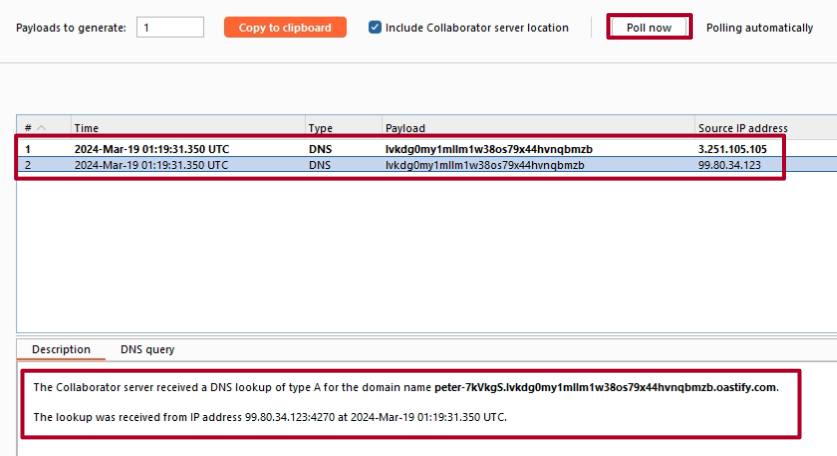 Payloads to generate: 1 Copy to clipboard Include Collaborator server location Poll now Polling automatically
# Time Type Payload Source IP address
1 2024-Mar-19 01:19:31.350 UTC DNS lvkdg0my1mllm1w38os79x44hvnqbmzb 3.251.105.105
2 2024-Mar-19 01:19:31.350 UTC DNS lvkdg0my1mllm1w38os79x44hvnqbmzb 99.80.34.123
Description DNS query
The Collaborator server received a DNS lookup of type A for the domain name peter-7kVkgS.lvkdg0my1mllm1w38os79x44hvnqbmzb.oastify.com.
The lookup was received from IP address 99.80.34.123:4270 at 2024-Mar-19 01:19:31.350 UTC.